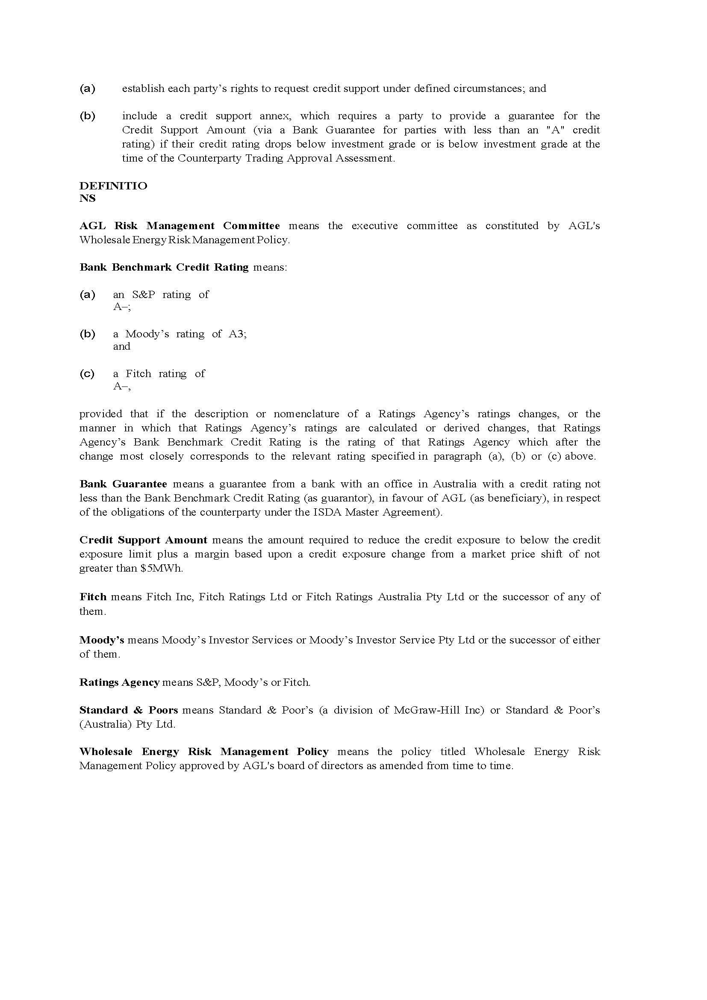 (a) establish each party’s rights to request credit support under defined circumstances; and
(b) include a credit support annex, which requires a party to provide a guarantee for the
Credit Support Amount (via a Bank Guarantee for parties with less than an "A" credit
rating) if their credit rating drops below investment grade or is below investment grade at the
time of the Counterparty Trading Approval Assessment.
DEFINITIO
NS
AGL Risk Management Committee means the executive committee as constituted by AGL's
Wholesale Energy Risk Management Policy.
Bank Benchmark Credit Rating means:
(a) an S&P rating of
A–;
(b) a Moody’s rating of A3;
and
(c) a Fitch rating of
A–,
provided that if the description or nomenclature of a Ratings Agency’s ratings changes, or the
manner in which that Ratings Agency’s ratings are calculated or derived changes, that Ratings
Agency’s Bank Benchmark Credit Rating is the rating of that Ratings Agency which after the
change most closely corresponds to the relevant rating specified in paragraph (a), (b) or (c) above.
Bank Guarantee means a guarantee from a bank with an office in Australia with a credit rating not
less than the Bank Benchmark Credit Rating (as guarantor), in favour of AGL (as beneficiary), in respect
of the obligations of the counterparty under the ISDA Master Agreement).
Credit Support Amount means the amount required to reduce the credit exposure to below the credit
exposure limit plus a margin based upon a credit exposure change from a market price shift of not
greater than $5MWh.
Fitch means Fitch Inc, Fitch Ratings Ltd or Fitch Ratings Australia Pty Ltd or the successor of any of
them.
Moody’s means Moody’s Investor Services or Moody’s Investor Service Pty Ltd or the successor of either
of them.
Ratings Agency means S&P, Moody’s or Fitch.
Standard & Poors means Standard & Poor’s (a division of McGraw-Hill Inc) or Standard & Poor’s
(Australia) Pty Ltd.
Wholesale Energy Risk Management Policy means the policy titled Wholesale Energy Risk
Management Policy approved by AGL's board of directors as amended from time to time.